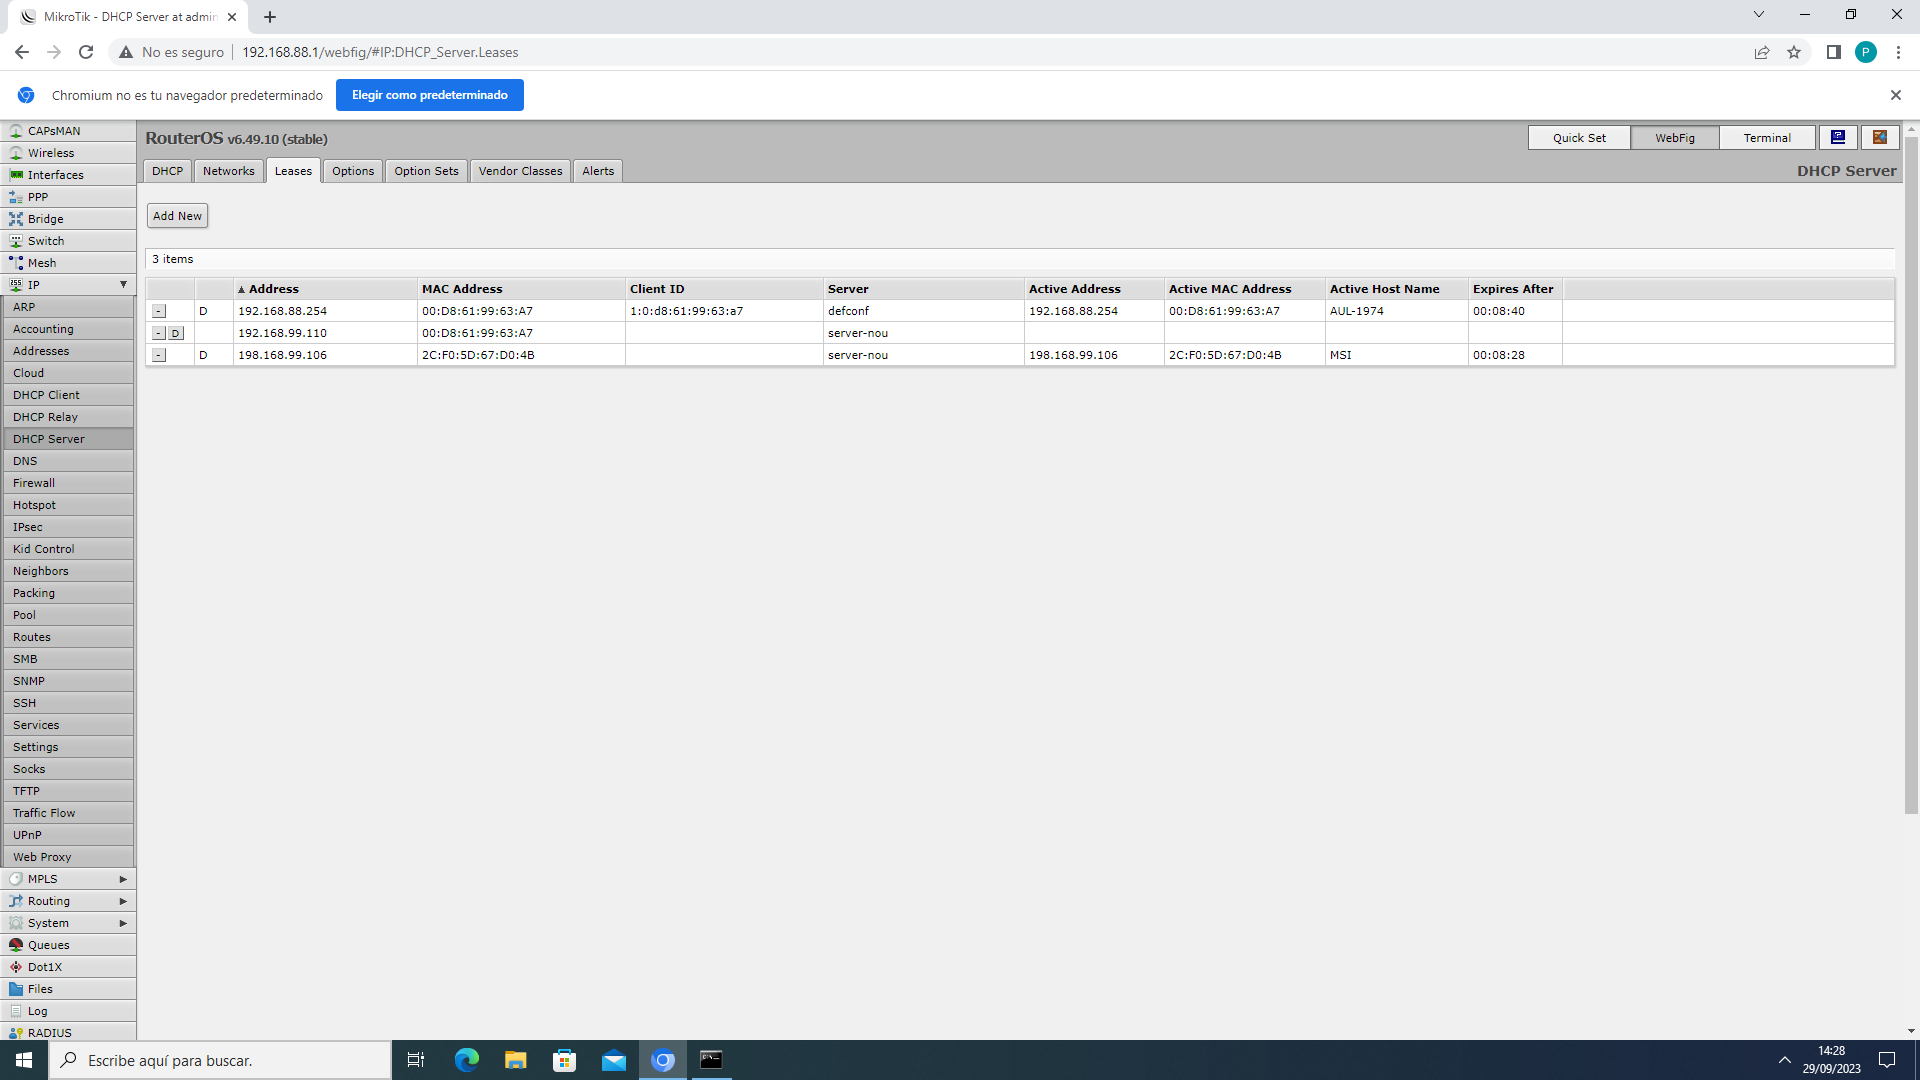 MikroTik - DHCP Server at admin
No es seguro
192.168.88.1/webfig/#IP:DHCP_Server.Leases
P
Chromium no es tu navegador predeterminado
Elegir como predeterminado
CAPsMAN
Wireless
Interfaces
PPP
Bridge
Switch
Mesh
IP
ARP
Accounting
Addresses
Cloud
DHCP Client
DHCP Relay
DHCP Server
DNS
Firewall
Hotspot
IPsec
Kid Control
Neighbors
Packing
Pool
Routes
SMB
SNMP
SSH
Services
Settings
Socks
TFTP
Traffic Flow
UPnP
Web Proxy
MPLS
Routing
System
Queues
Dot1X
Files
Log
RADIUS
RouterOS v6.49.10 (stable)
Quick Set WebFig Terminal
DHCP Networks Leases Options Option Sets Vendor Classes Alerts
DHCP Server
Add New
3 items
Address MAC Address Client ID Server Active Address Active MAC Address Active Host Name Expires After
- D 192.168.88.254 00:D8:61:99:63:A7 1:0:d8:61:99:63:a7 defconf 192.168.88.254 00:D8:61:99:63:A7 AUL-1974 00:08:40
- D 192.168.99.110 00:D8:61:99:63:A7 server-nou
- D 198.168.99.106 2C:F0:5D:67:D0:4B server-nou 198.168.99.106 2C:F0:5D:67:D0:4B MSI 00:08:28
Escribe aquí para buscar.
14:28
29/09/2023